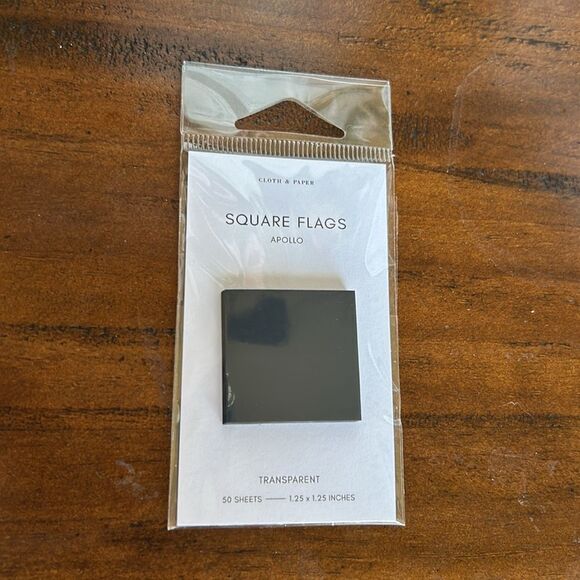 CLOTH & PAPER
SQUARE FLAGS
APOLLO
TRANSPARENT
50 SHEETS — 1.25 x 1.25 INCHES